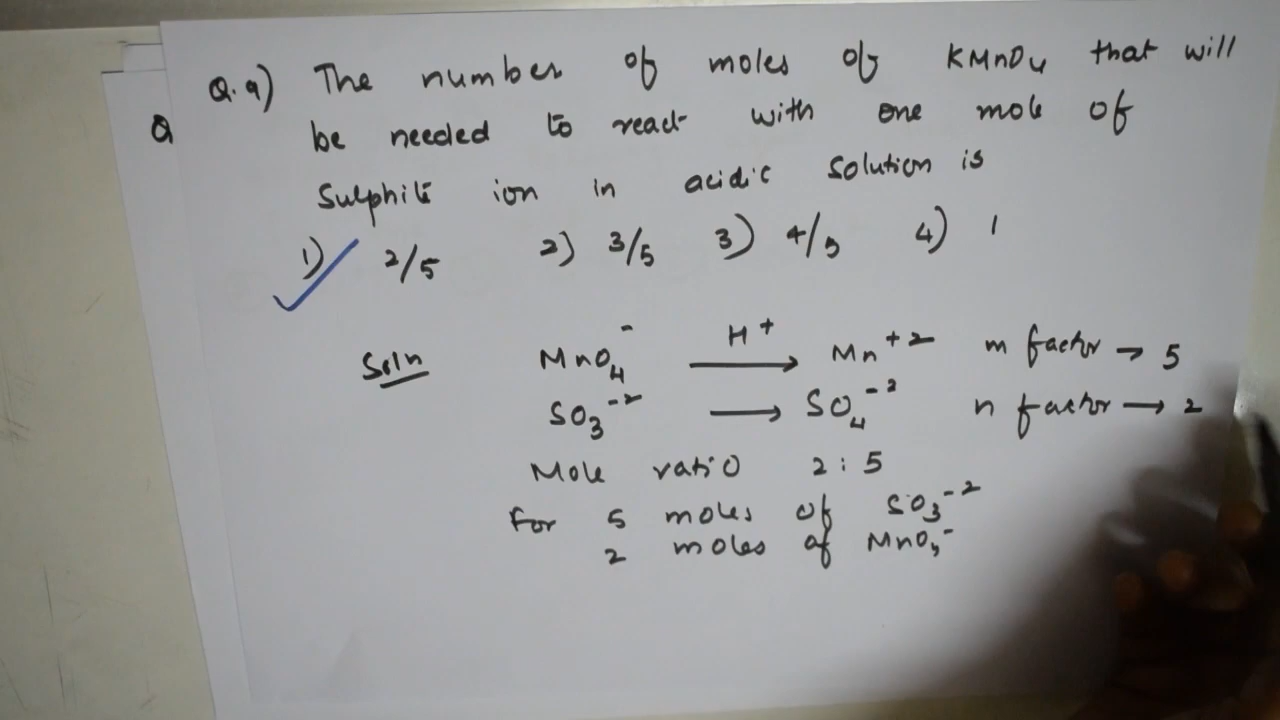 Q.9) The number of moles of KMnO4 that will
Q
be needed to react with one mole of
Sulphite ion in acidic solution is
1) 2/5 2) 3/5 3) 4/5 4) 1
Soln MnO4⁻ H⁺ → Mn⁺² n factor → 5
SO3⁻² → SO4⁻² n factor → 2
Mole ratio 2 : 5
For 5 moles of SO3⁻²
2 moles of MnO4⁻